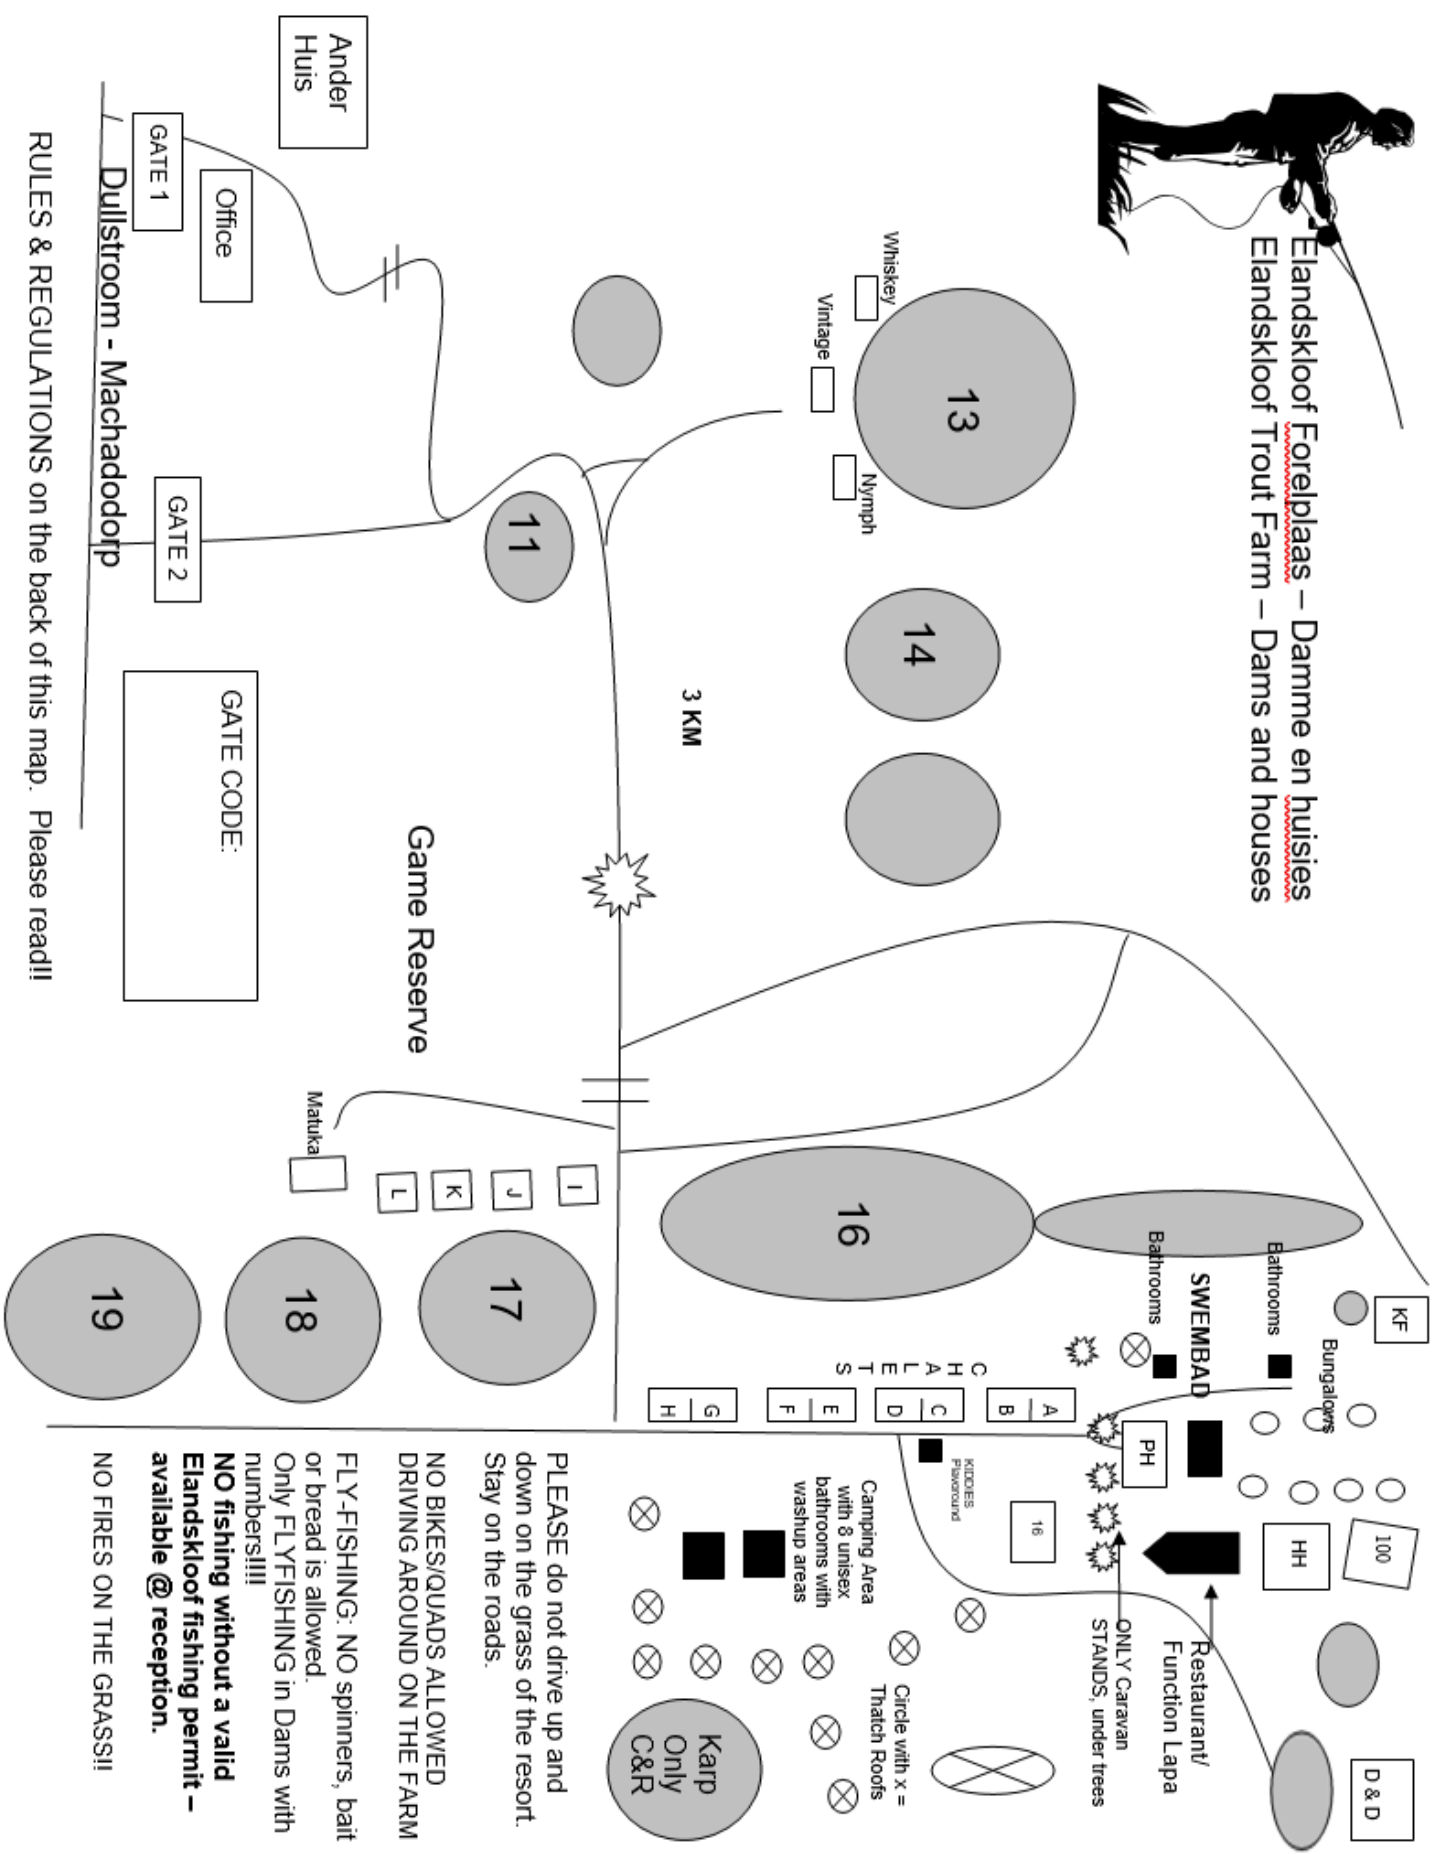 Elandskloof Forelplaas – Damme en huisies
Elandskloof Trout Farm – Dams and houses
KF
Bungalows
100
HH
D & D
Bathrooms
SWEMBAD
Bathrooms
PH
Restaurant/
Function Lapa
ONLY Caravan
STANDS, under trees
16
KIDDIES
Playground
CHALETS
A
B
C
D
E
F
G
H
Camping Area
with 8 unisex
bathrooms with
washup areas
Circle with x =
Thatch Roofs
Karp
Only
C&R
Whiskey
Vintage
Nymph
13
14
16
3 KM
11
Ander
Huis
Office
GATE 1
GATE 2
Dullstroom - Machadodorp
GATE CODE:
Game Reserve
Matuka
I
J
K
L
17
18
19
PLEASE do not drive up and
down on the grass of the resort.
Stay on the roads.
NO BIKES/QUADS ALLOWED
DRIVING AROUND ON THE FARM
FLY-FISHING: NO spinners, bait
or bread is allowed.
Only FLYFISHING in Dams with
numbers!!!!
NO fishing without a valid
Elandskloof fishing permit –
available @ reception.
NO FIRES ON THE GRASS!!
RULES & REGULATIONS on the back of this map.  Please read!!